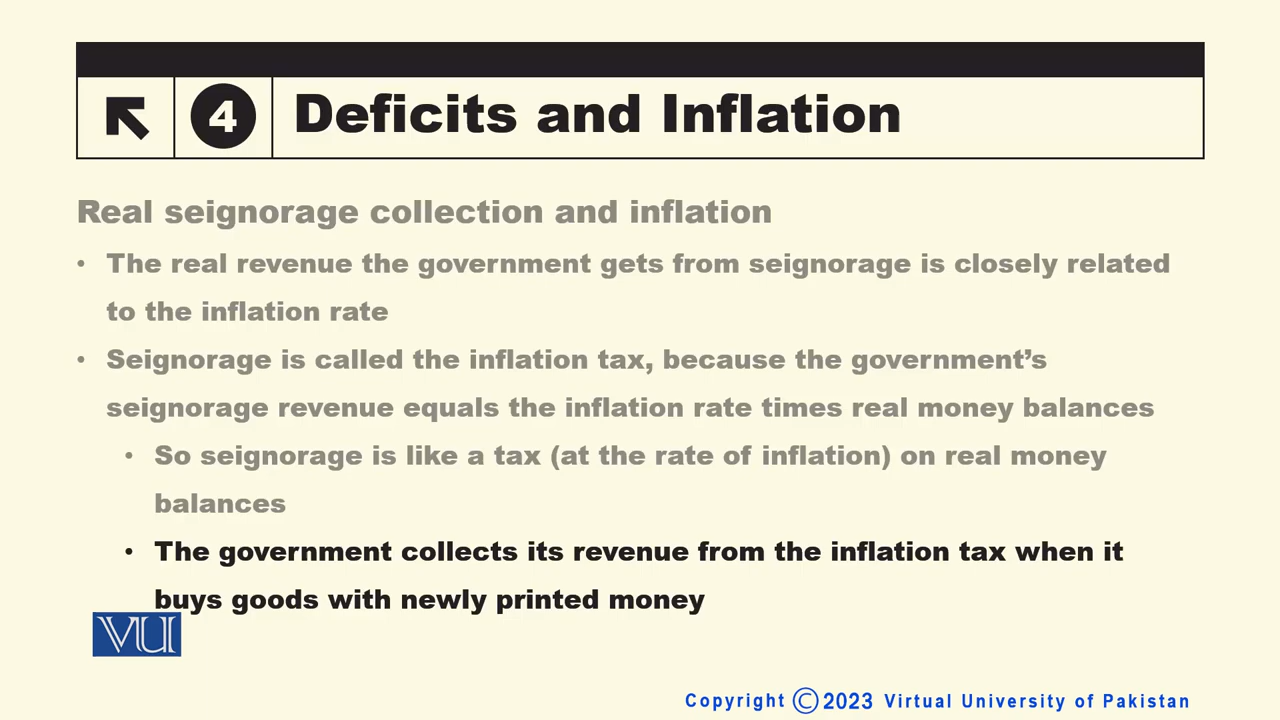 4 Deficits and Inflation
Real seignorage collection and inflation
• The real revenue the government gets from seignorage is closely related
to the inflation rate
• Seignorage is called the inflation tax, because the government’s
seignorage revenue equals the inflation rate times real money balances
• So seignorage is like a tax (at the rate of inflation) on real money
balances
• The government collects its revenue from the inflation tax when it
buys goods with newly printed money
VU
Copyright ©2023 Virtual University of Pakistan